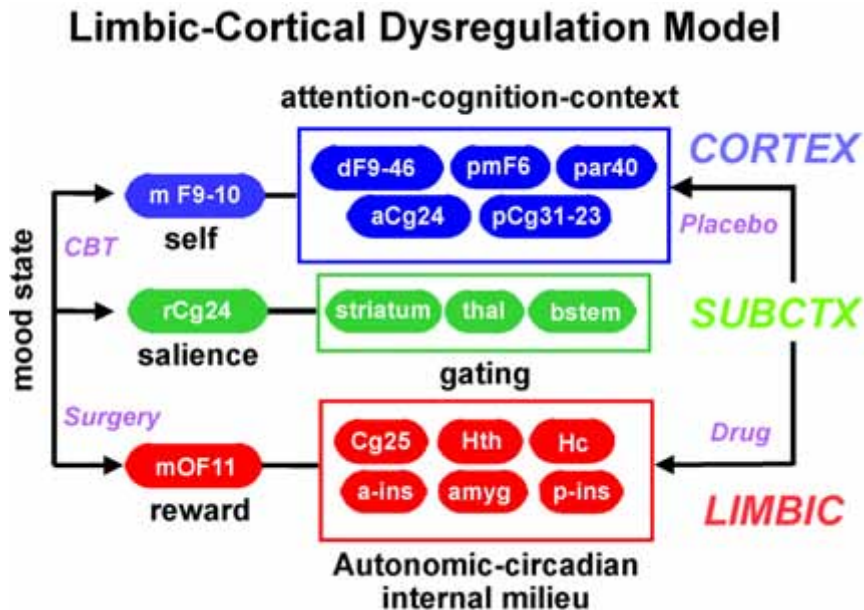 Limbic-Cortical Dysregulation Model
attention-cognition-context
CORTEX
dF9-46 pmF6 par40
m F9-10
aCg24 pCg31-23
self
Placebo
CBT
mood state
rCg24
striatum thal bstem
SUBCTX
salience
gating
Surgery
Cg25 Hth Hc
Drug
mOF11
a-ins amyg p-ins
reward
LIMBIC
Autonomic-circadian
internal milieu